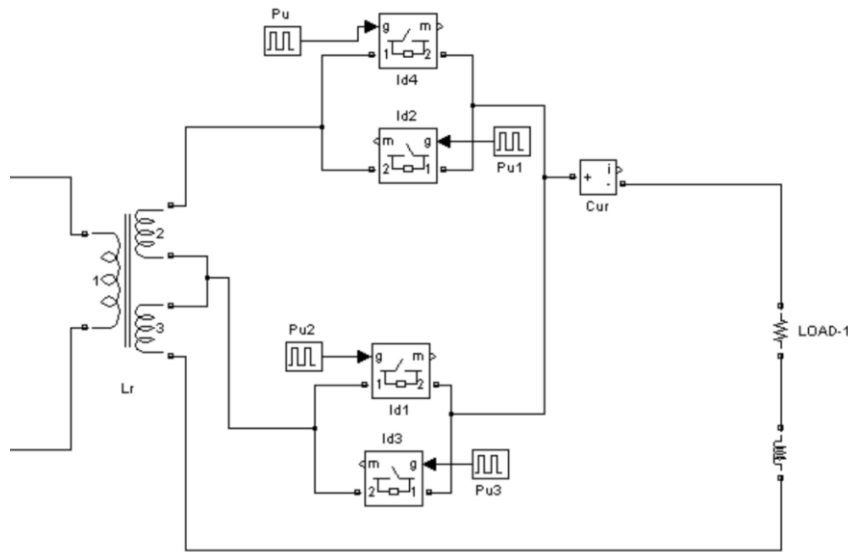 Pu
g m
1 2
Id4
Id2
m g
2 1
Pu1
i
+
-
Cur
1
2
3
Lr
Pu2
g m
1 2
Id1
Id3
m g
2 1
Pu3
LOAD-1